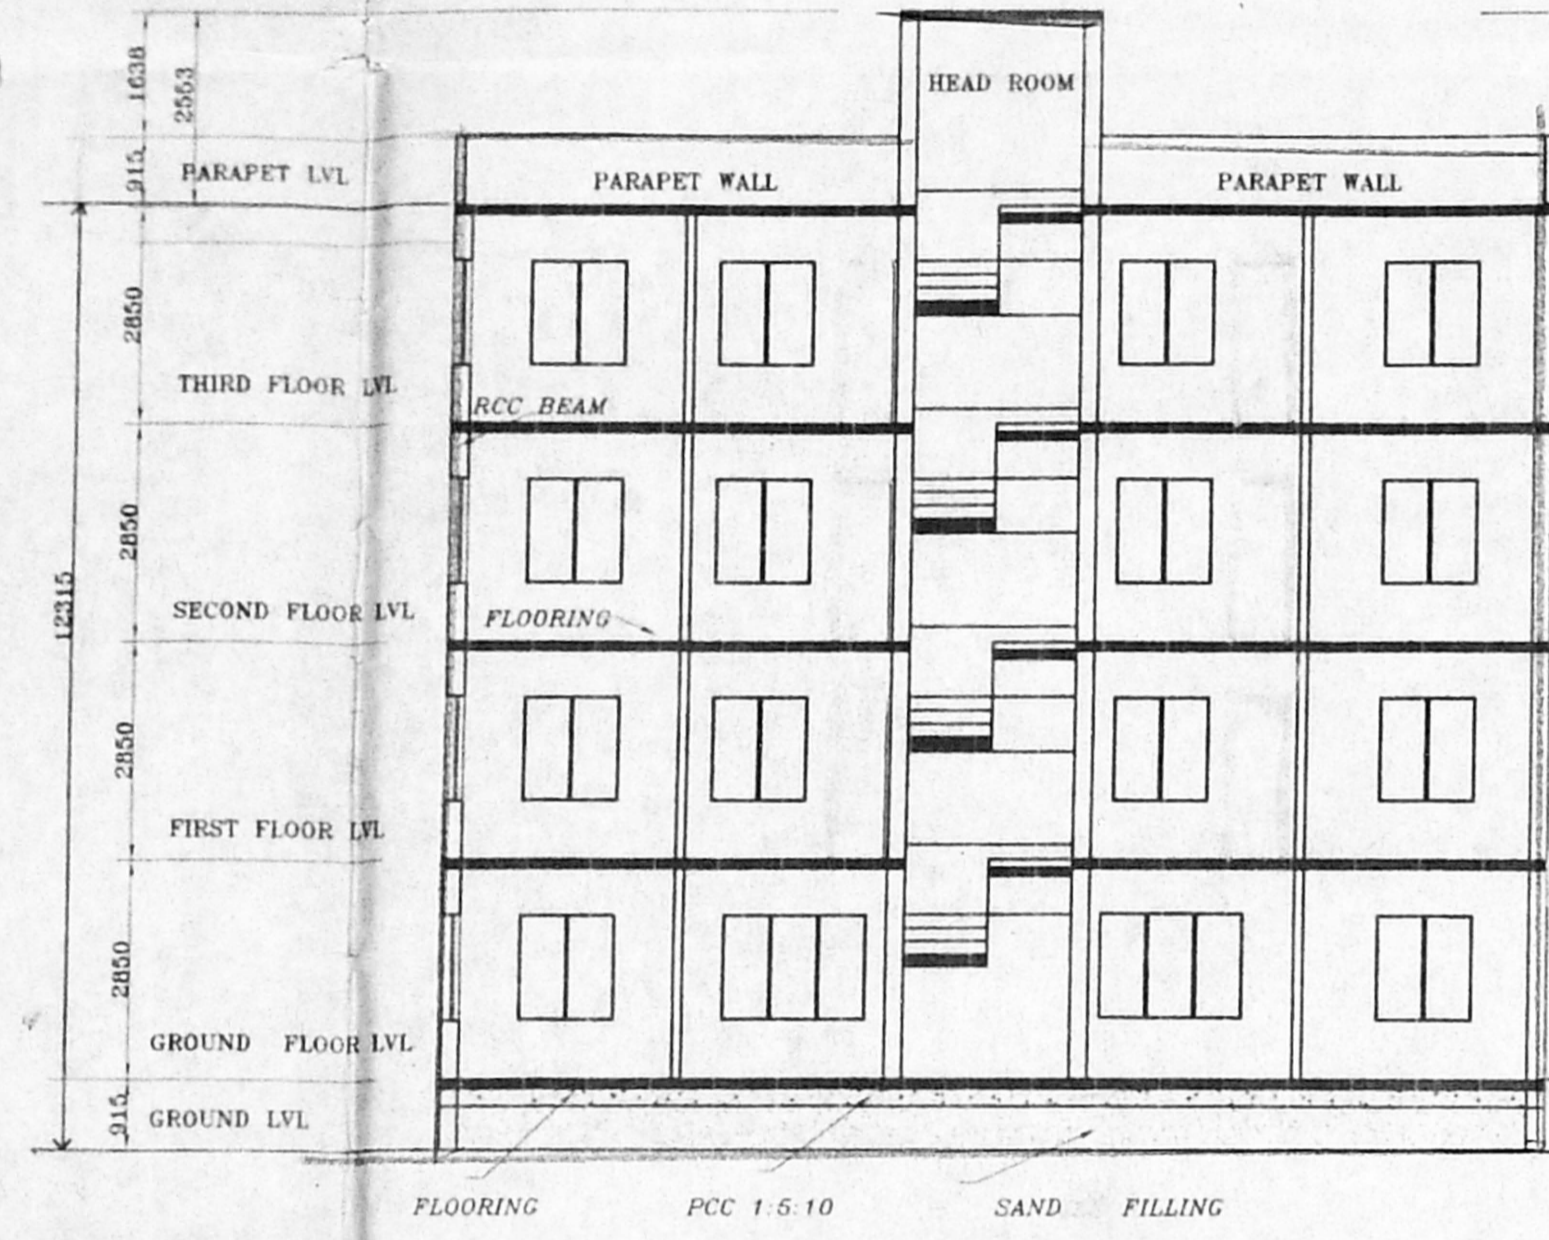 1638
2553
HEAD ROOM
915
PARAPET LVL
PARAPET WALL
PARAPET WALL
2850
THIRD FLOOR LVL
RCC BEAM
2850
12315
SECOND FLOOR LVL
FLOORING
2850
FIRST FLOOR LVL
2850
GROUND FLOOR LVL
915
GROUND LVL
FLOORING
PCC 1:5:10
SAND FILLING